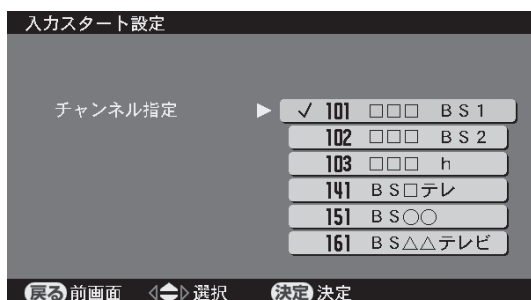 入力スタート設定
チャンネル指定 ▶ ✓ 101 □□□ BS1
102 □□□ BS2
103 □□□ h
141 BS□テレ
151 BS○○
161 BS△△テレビ
戻る 前画面 選択 決定 決定